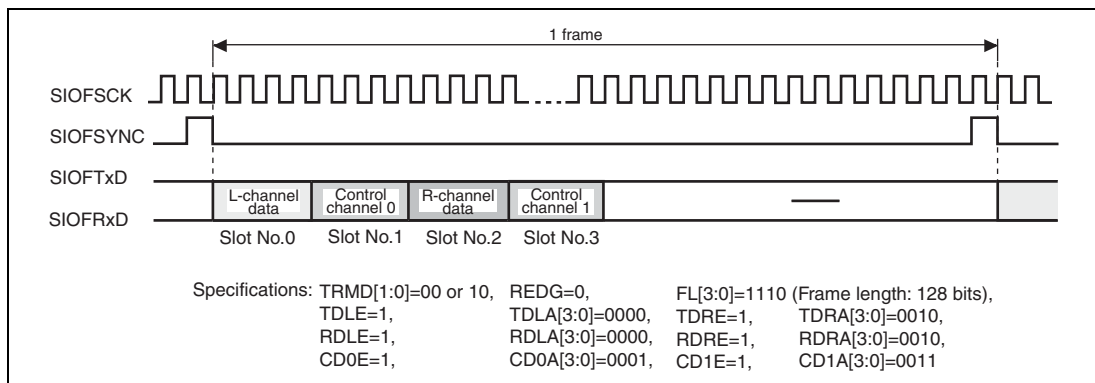 1 frame
SIOFSCK
SIOFSYNC
SIOFTxD
SIOFRxD
L-channel data
Control channel 0
R-channel data
Control channel 1
Slot No.0 Slot No.1 Slot No.2 Slot No.3
Specifications: TRMD[1:0]=00 or 10, REDG=0, FL[3:0]=1110 (Frame length: 128 bits),
TDLE=1, TDLA[3:0]=0000, TDRE=1, TDRA[3:0]=0010,
RDLE=1, RDLA[3:0]=0000, RDRE=1, RDRA[3:0]=0010,
CD0E=1, CD0A[3:0]=0001, CD1E=1, CD1A[3:0]=0011